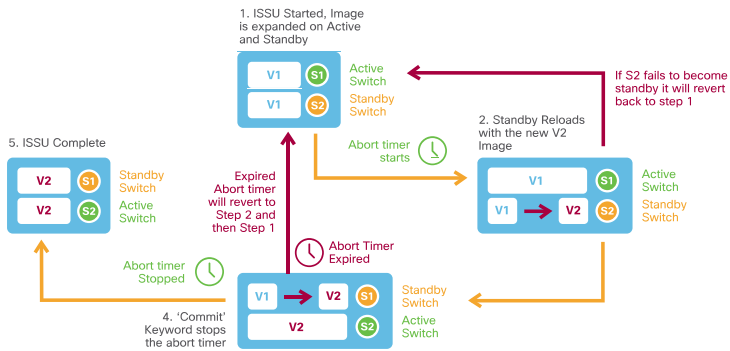 1. ISSU Started, Image
is expanded on Active
and Standby
V1 S1 Active
Switch
V1 S2 Standby
Switch
If S2 fails to become
standby it will revert
back to step 1
Abort timer
starts
2. Standby Reloads
with the new V2
Image
V1 S1 Active
Switch
V1 V2 S2 Standby
Switch
5. ISSU Complete
V2 S1 Standby
Switch
V2 S2 Active
Switch
Expired
Abort timer
will revert to
Step 2 and
then Step 1
Abort Timer
Expired
Abort timer
Stopped
V1 V2 S1 Standby
Switch
V2 S2 Active
Switch
4. ‘Commit’
Keyword stops
the abort timer